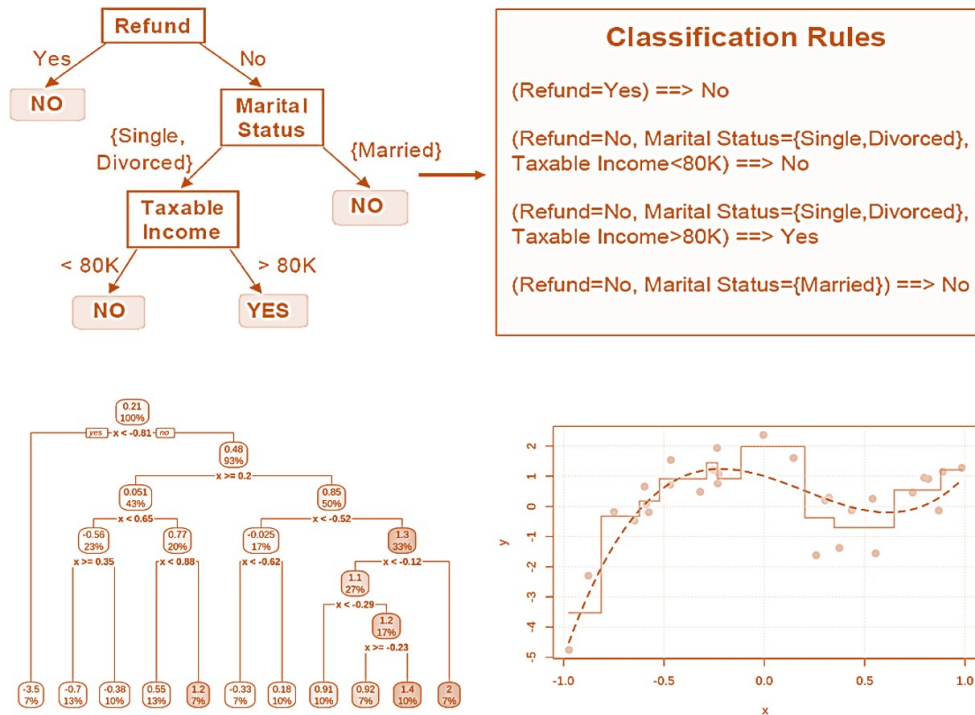 Refund
Yes
No
NO
Marital
Status
{Single,
Divorced}
{Married}
Taxable
Income
NO
< 80K
> 80K
NO
YES
Classification Rules
(Refund=Yes) ==> No
(Refund=No, Marital Status={Single,Divorced},
Taxable Income<80K) ==> No
(Refund=No, Marital Status={Single,Divorced},
Taxable Income>80K) ==> Yes
(Refund=No, Marital Status={Married}) ==> No
0.21
100%
yes x < -0.81 no
0.48
93%
x >= 0.2
0.051
43%
x < 0.65
0.85
50%
x < -0.52
-0.56
23%
x >= 0.35
0.77
20%
x < 0.88
-0.025
17%
x < -0.62
1.3
33%
x < -0.12
1.1
27%
x < -0.29
1.2
17%
x >= -0.23
-3.5
7%
-0.7
13%
-0.38
10%
0.55
13%
1.2
7%
-0.33
7%
0.18
10%
0.91
10%
0.92
7%
1.4
10%
2
7%
y
2
1
0
-1
-2
-3
-4
-5
-1.0 -0.5 0.0 0.5 1.0
x